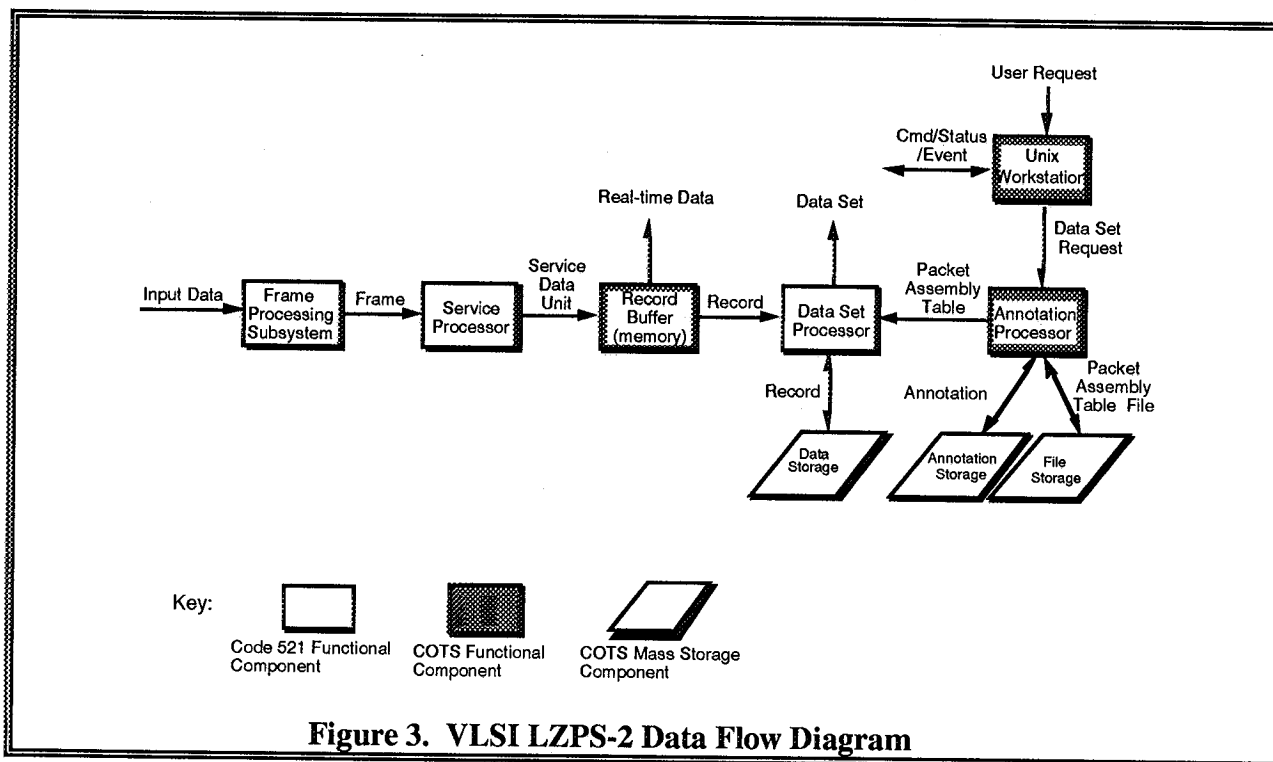 User Request
Cmd/Status
/Event
Unix
Workstation
Real-time Data
Data Set
Data Set
Request
Input Data
Frame
Processing
Subsystem
Frame
Service
Processor
Service
Data
Unit
Record
Buffer
(memory)
Record
Data Set
Processor
Packet
Assembly
Table
Annotation
Processor
Record
Annotation
Packet
Assembly
Table File
Data
Storage
Annotation
Storage
File
Storage
Key:
Code 521 Functional
Component
COTS Functional
Component
COTS Mass Storage
Component
Figure 3. VLSI LZPS-2 Data Flow Diagram